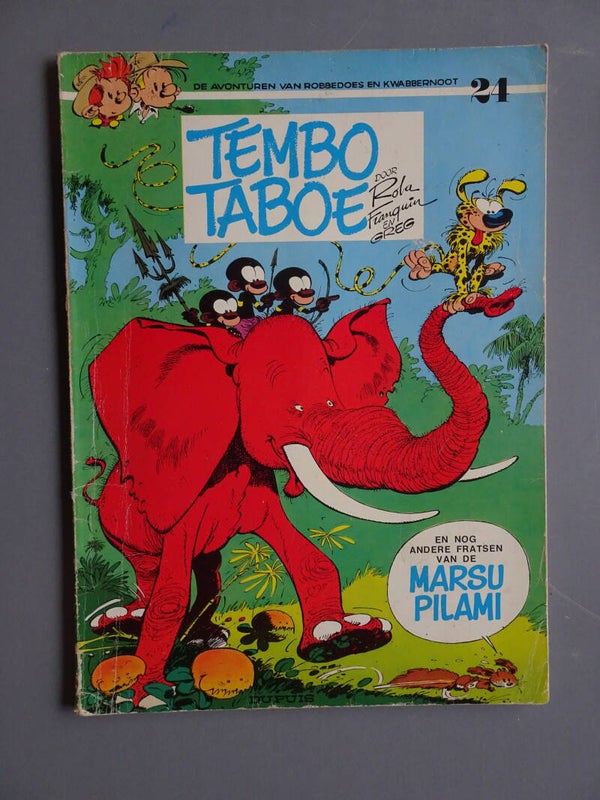 DE AVONTUREN VAN ROBBEDOES EN KWABBERNOOT
24
TEMBO
TABOE
DOOR
Roba
Franquin
EN
GREG
EN NOG
ANDERE FRATSEN
VAN DE
MARSU
PILAMI
DUPUIS